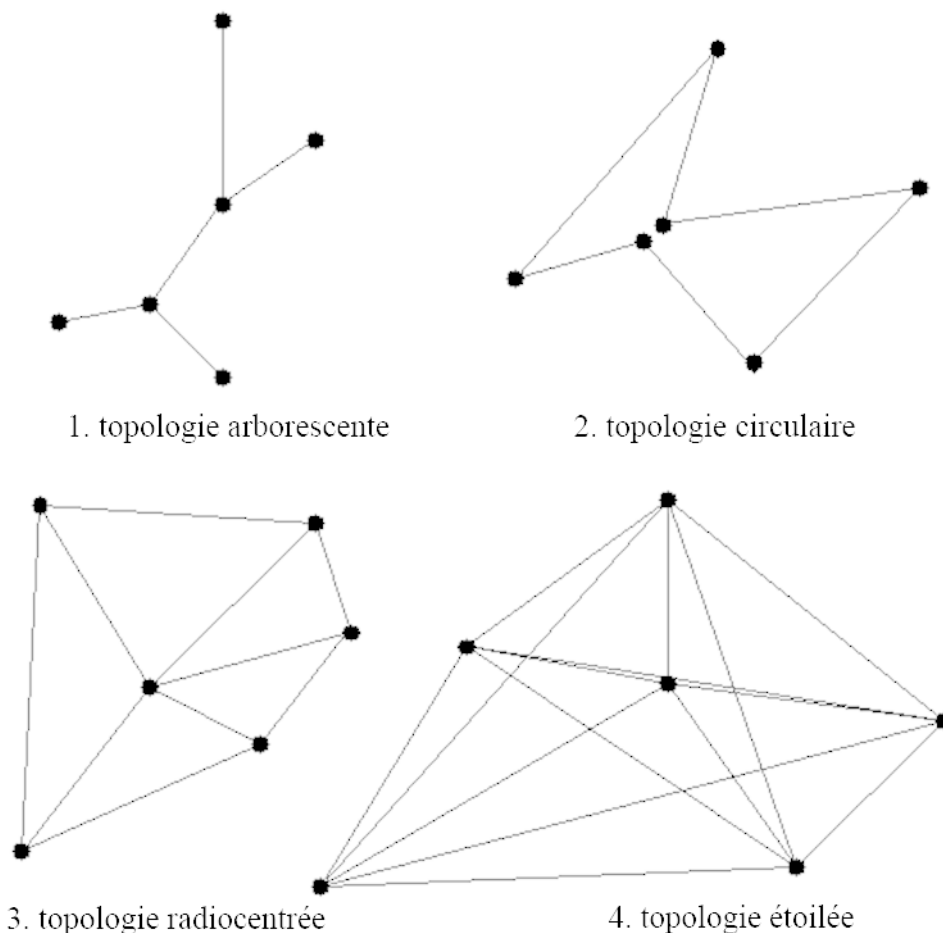 1. topologie arborescente
2. topologie circulaire
3. topologie radiocentrée
4. topologie étoilée